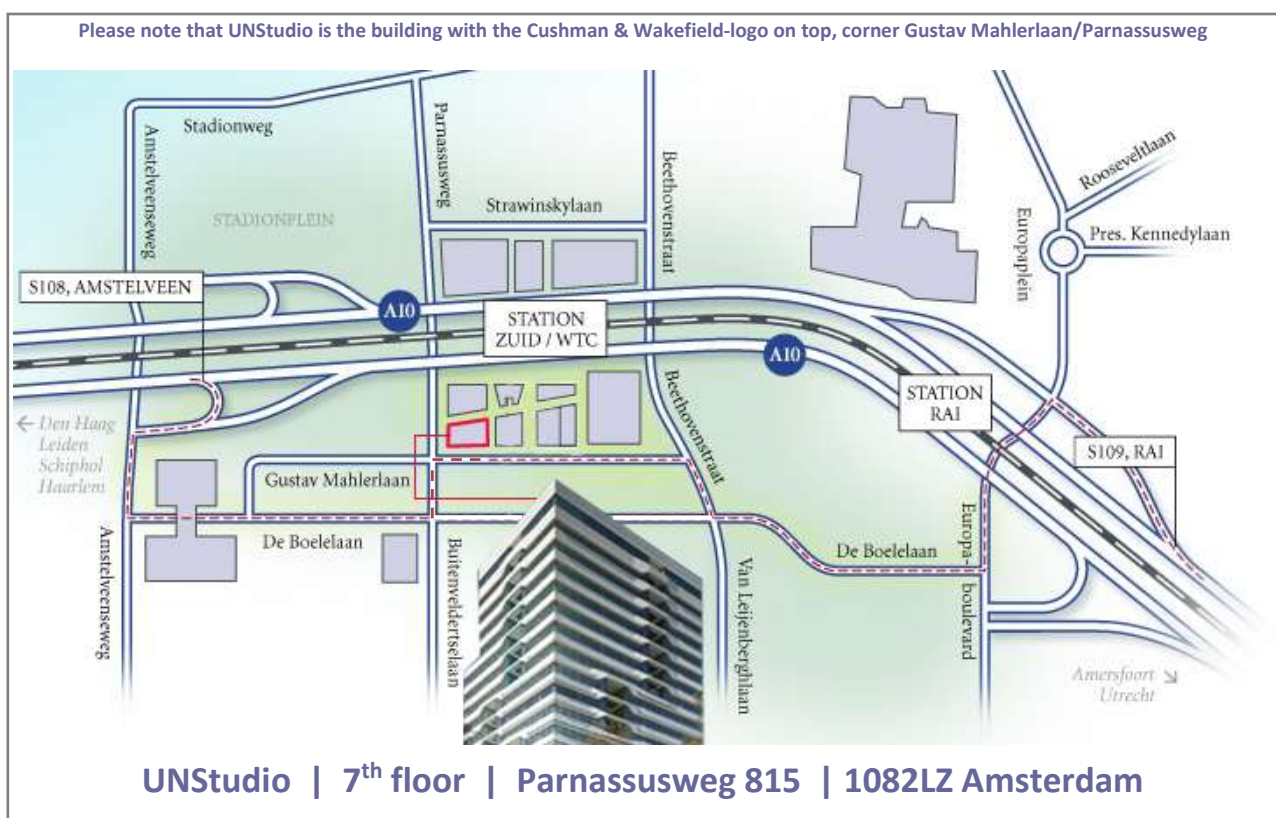 Please note that UNStudio is the building with the Cushman & Wakefield-logo on top, corner Gustav Mahlerlaan/Parnassusweg
Stadionweg
Amstelveenseweg
Parnassusweg
Beethovenstraat
Rooseveltlaan
STADIONPLEIN
Strawinskylaan
Europaplein
Pres. Kennedylaan
S108, AMSTELVEEN
A10
STATION
ZUID / WTC
A10
STATION
RAI
← Den Haag
Leiden
Schiphol
Haarlem
Beethovenstraat
S109, RAI
Gustav Mahlerlaan
De Boelelaan
De Boelelaan
Amstelveenseweg
Buitenveldertselaan
Van Leijenberghlaan
Europa-
boulevard
Amersfoort ↘
Utrecht
UNStudio | 7th floor | Parnassusweg 815 | 1082LZ Amsterdam